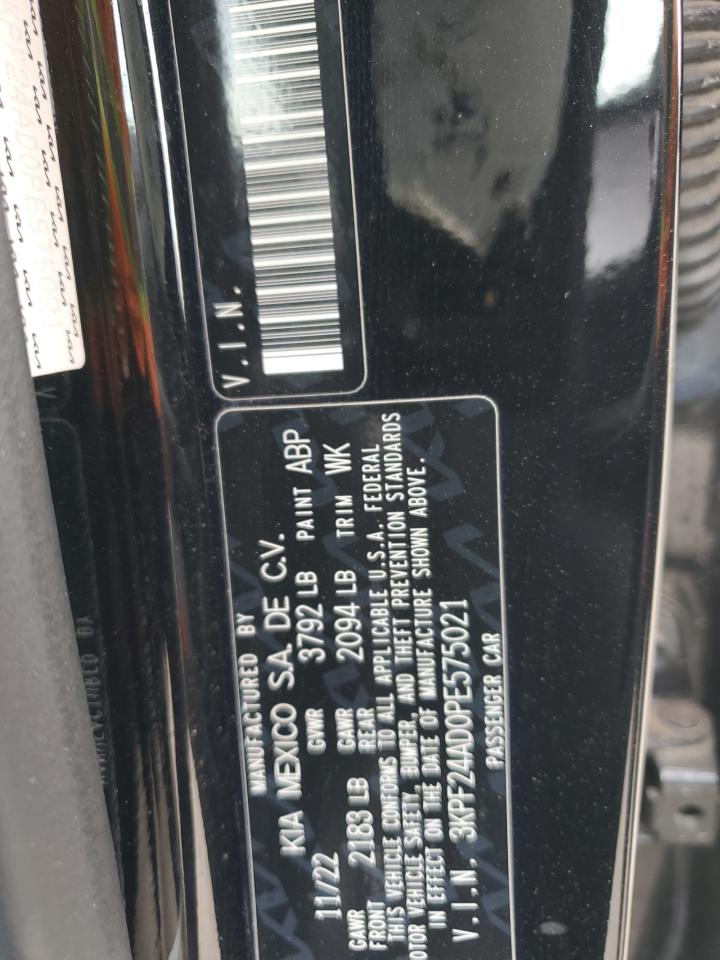 V.I.N.
MANUFACTURED BY
KIA MEXICO S.A. DE C.V.
11/22 GVWR 3792 LB PAINT ABP
GAWR FRONT 2183 LB GAWR REAR 2094 LB TRIM WK
THIS VEHICLE CONFORMS TO ALL APPLICABLE U.S.A. FEDERAL
OTOR VEHICLE SAFETY, BUMPER, AND THEFT PREVENTION STANDARDS
IN EFFECT ON THE DATE OF MANUFACTURE SHOWN ABOVE.
V.I.N. 3KPF24AD0PE575021
PASSENGER CAR